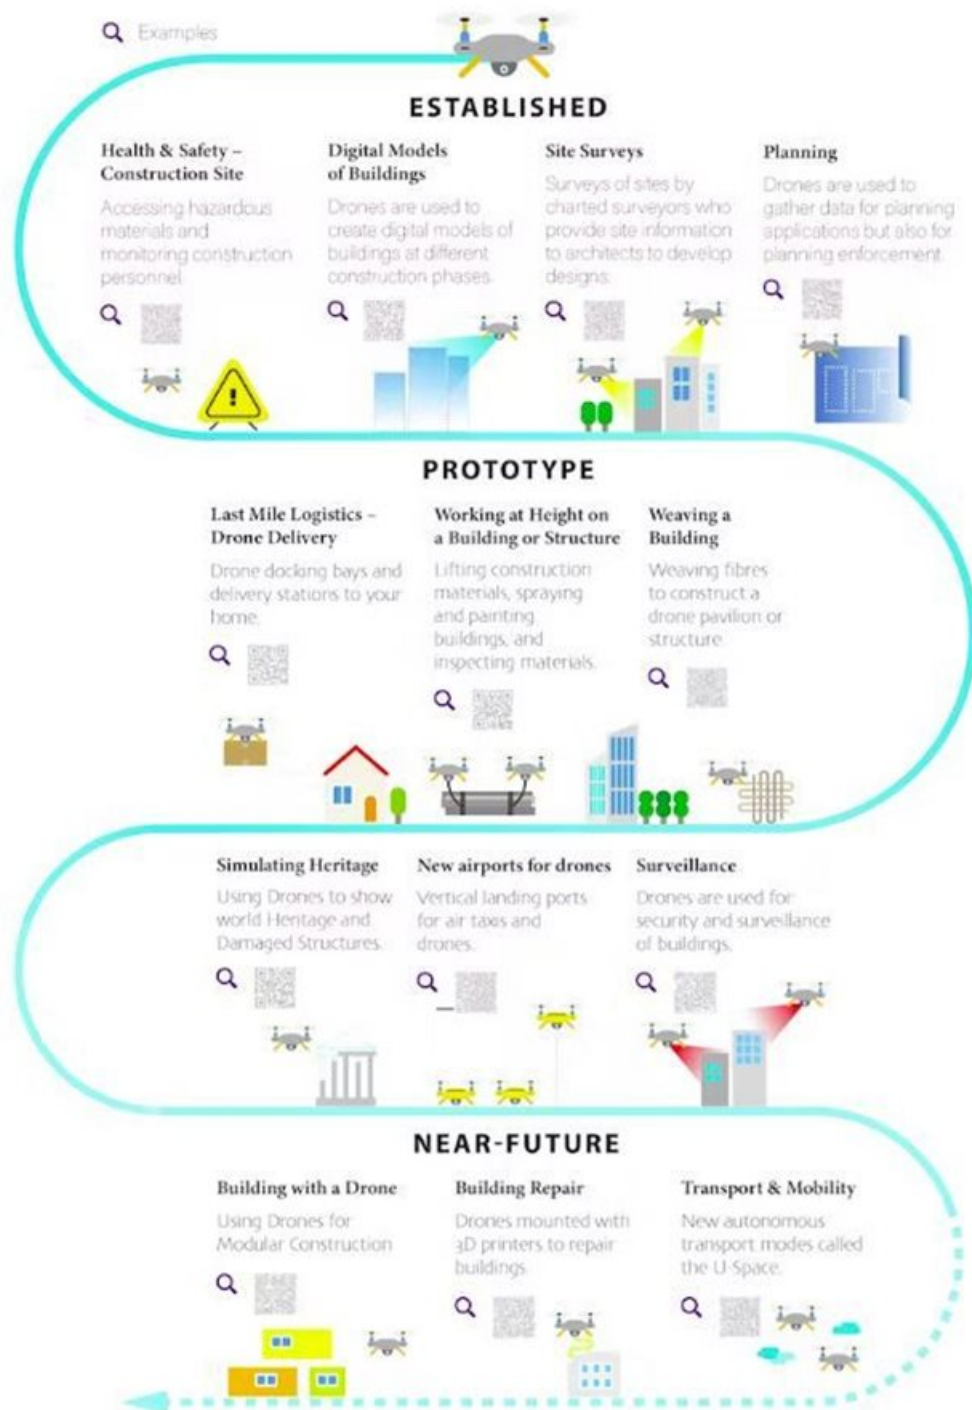 Examples
ESTABLISHED
Health & Safety –
Construction Site
Accessing hazardous
materials and
monitoring construction
personnel.
Digital Models
of Buildings
Drones are used to
create digital models of
buildings at different
construction phases.
Site Surveys
Surveys of sites by
charted surveyors who
provide site information
to architects to develop
designs.
Planning
Drones are used to
gather data for planning
applications but also for
planning enforcement.
PROTOTYPE
Last Mile Logistics –
Drone Delivery
Drone docking bays and
delivery stations to your
home.
Working at Height on
a Building or Structure
Lifting construction
materials, spraying
and painting
buildings, and
inspecting materials.
Weaving a
Building
Weaving fibres
to construct a
drone pavilion or
structure.
Simulating Heritage
Using Drones to show
world Heritage and
Damaged Structures.
New airports for drones
Vertical landing ports
for air taxis and
drones.
Surveillance
Drones are used for
security and surveillance
of buildings.
NEAR-FUTURE
Building with a Drone
Using Drones for
Modular Construction
Building Repair
Drones mounted with
3D printers to repair
buildings.
Transport & Mobility
New autonomous
transport modes called
the U-Space.